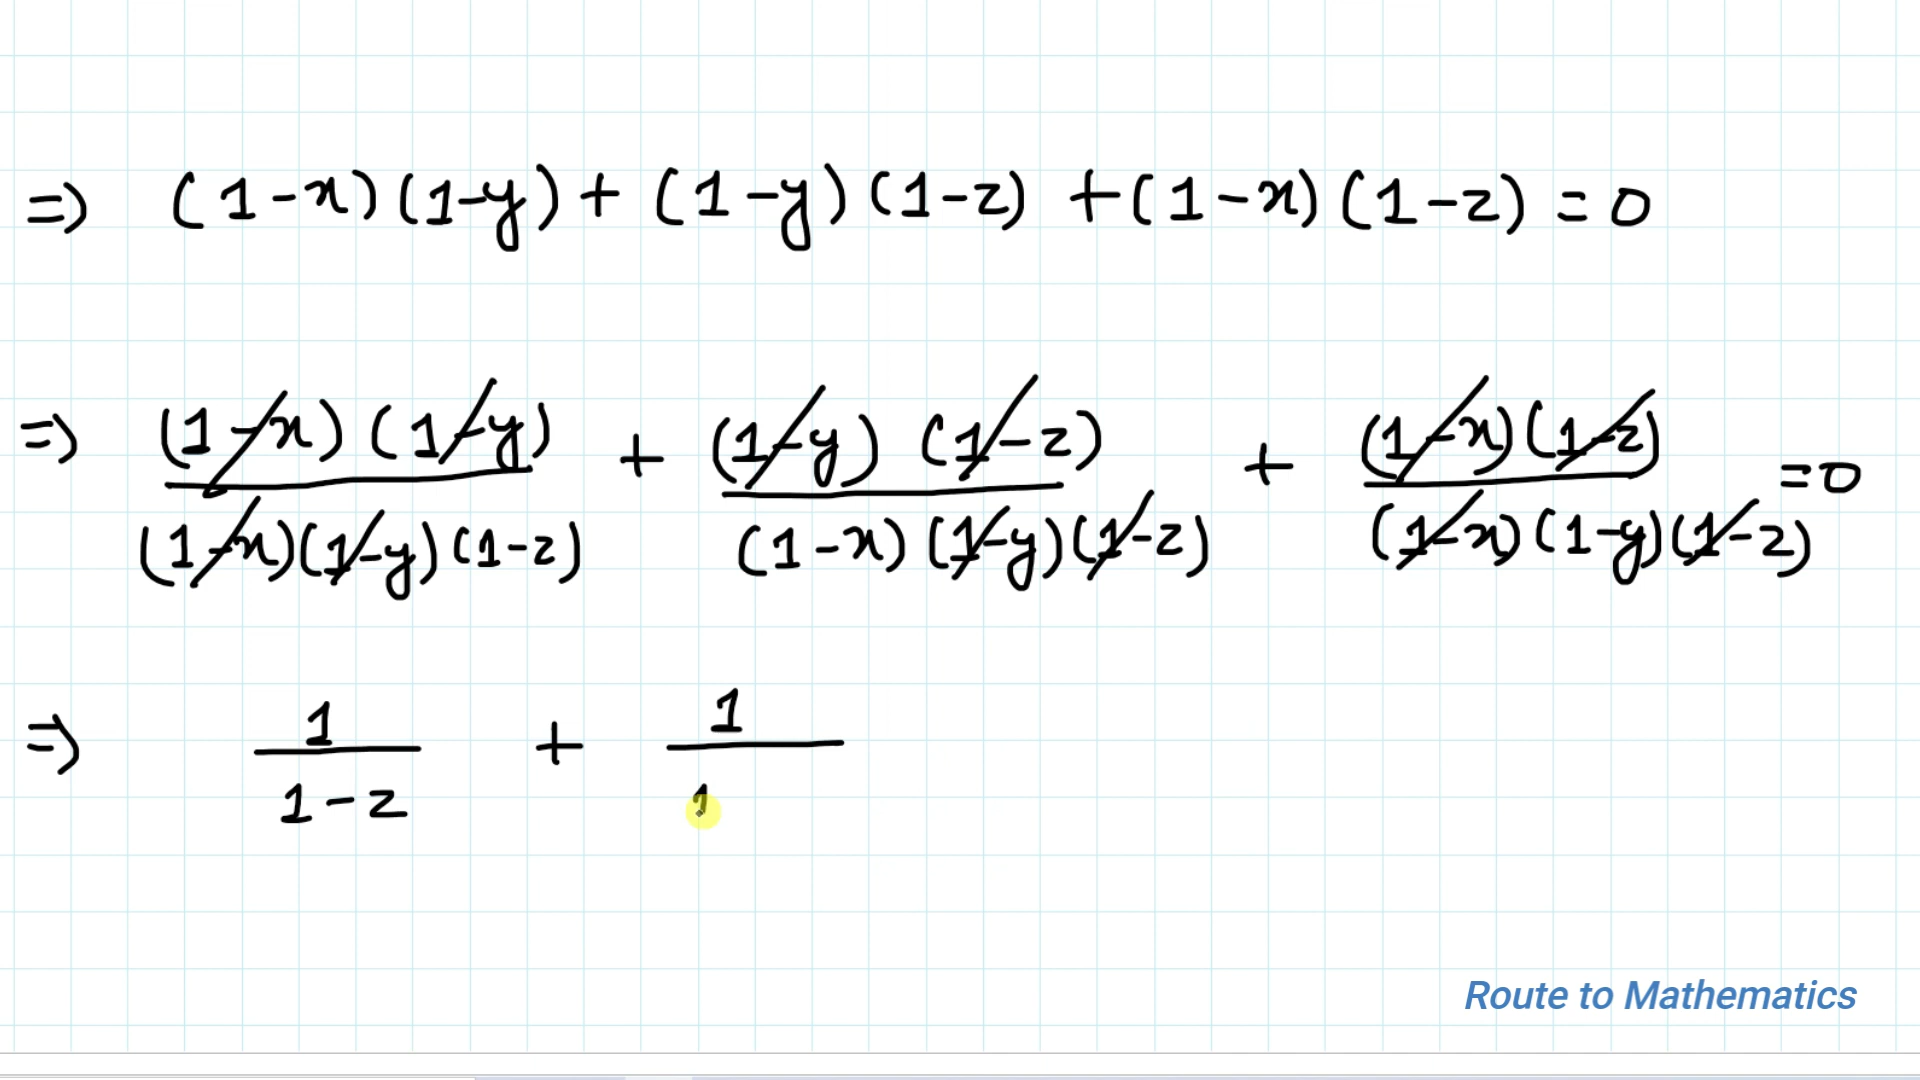 => (1-x)(1-y)+(1-y)(1-z)+(1-x)(1-z)=0
=> (1-x)(1-y)/(1-x)(1-y)(1-z) + (1-y)(1-z)/(1-x)(1-y)(1-z) + (1-x)(1-z)/(1-x)(1-y)(1-z) =0
=> 1/1-z + 1/1
Route to Mathematics